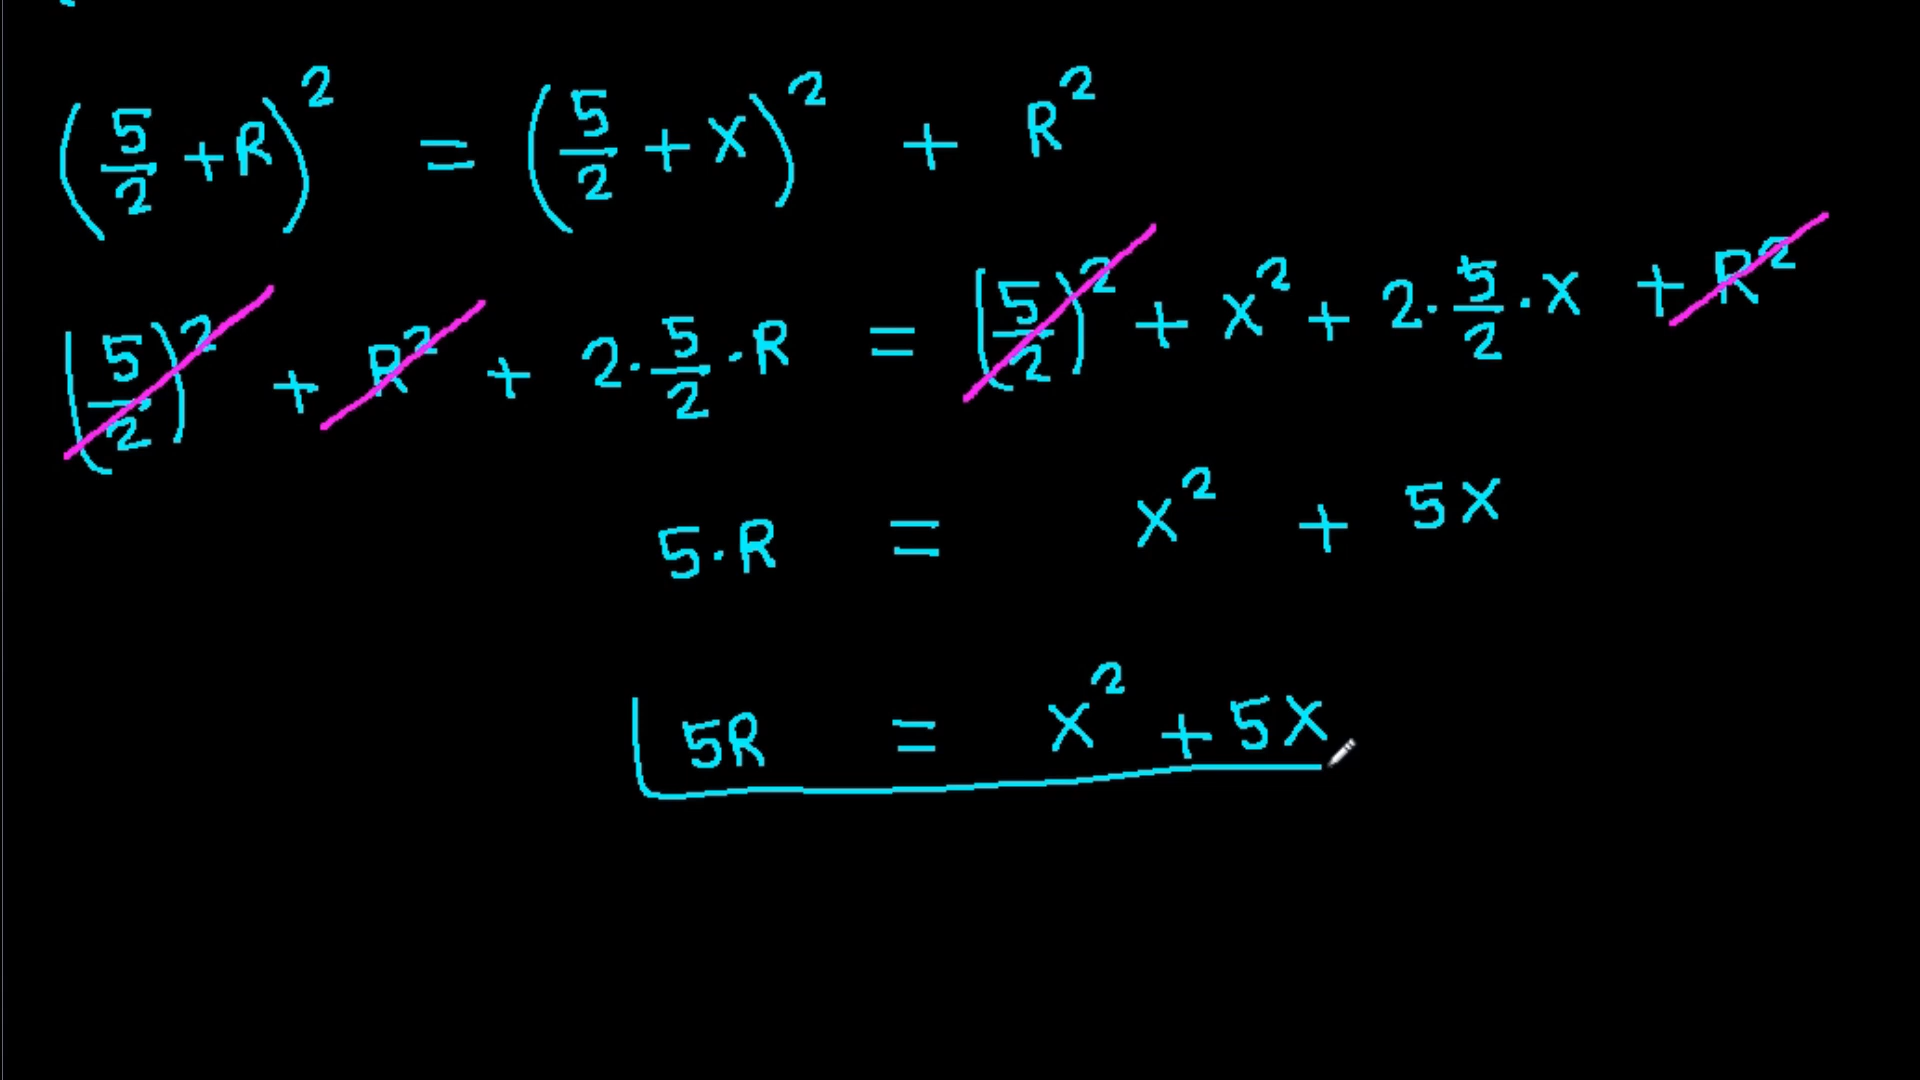 (5/2 + R)² = (5/2 + x)² + R²
(5/2)² + R² + 2·5/2·R = (5/2)² + x² + 2·5/2·x + R²
5·R = x² + 5x
5R = x² + 5x